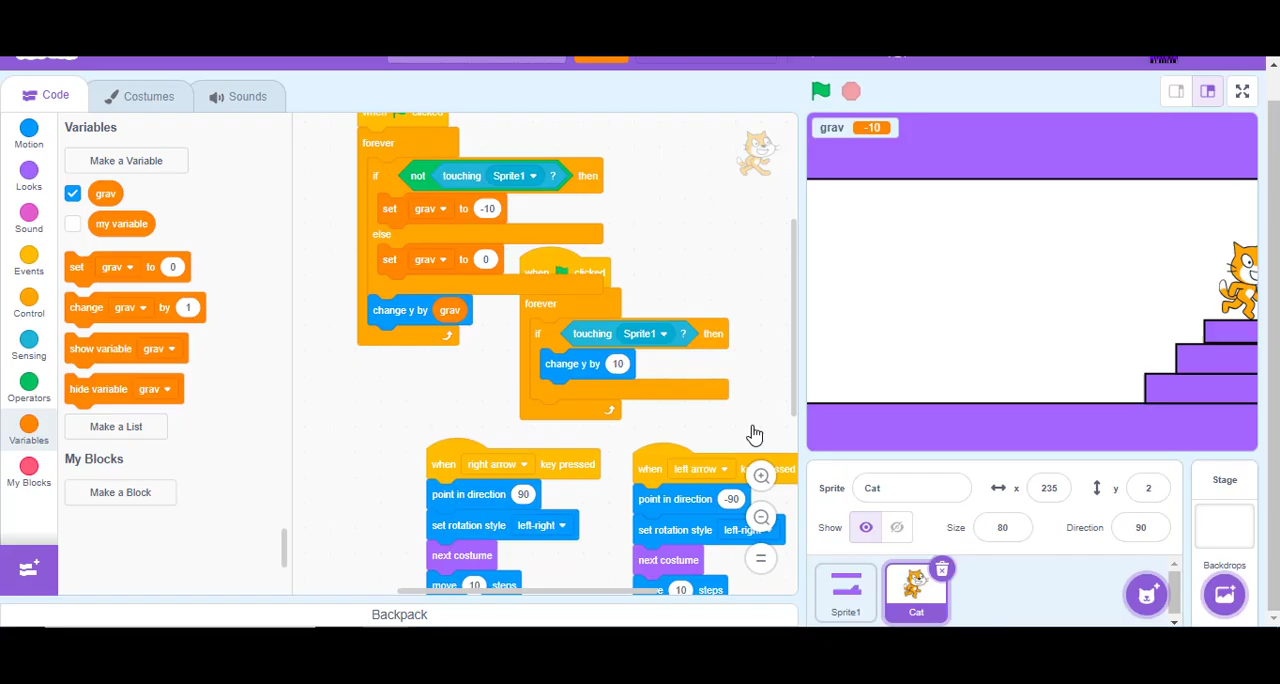 Code
Costumes
Sounds
Motion
Looks
Sound
Events
Control
Sensing
Operators
Variables
My Blocks
Variables
Make a Variable
grav
my variable
set grav to 0
change grav by 1
show variable grav
hide variable grav
Make a List
My Blocks
Make a Block
when clicked
forever
if not touching Sprite1 ? then
set grav to -10
else
set grav to 0
change y by grav
when clicked
forever
if touching Sprite1 ? then
change y by 10
when right arrow key pressed
point in direction 90
set rotation style left-right
next costume
move 10 steps
when left arrow pressed
point in direction -90
set rotation style left-right
next costume
10 steps
Backpack
grav -10
Sprite Cat x 235 y 2
Show Size 80 Direction 90
Sprite1
Cat
Stage
Backdrops